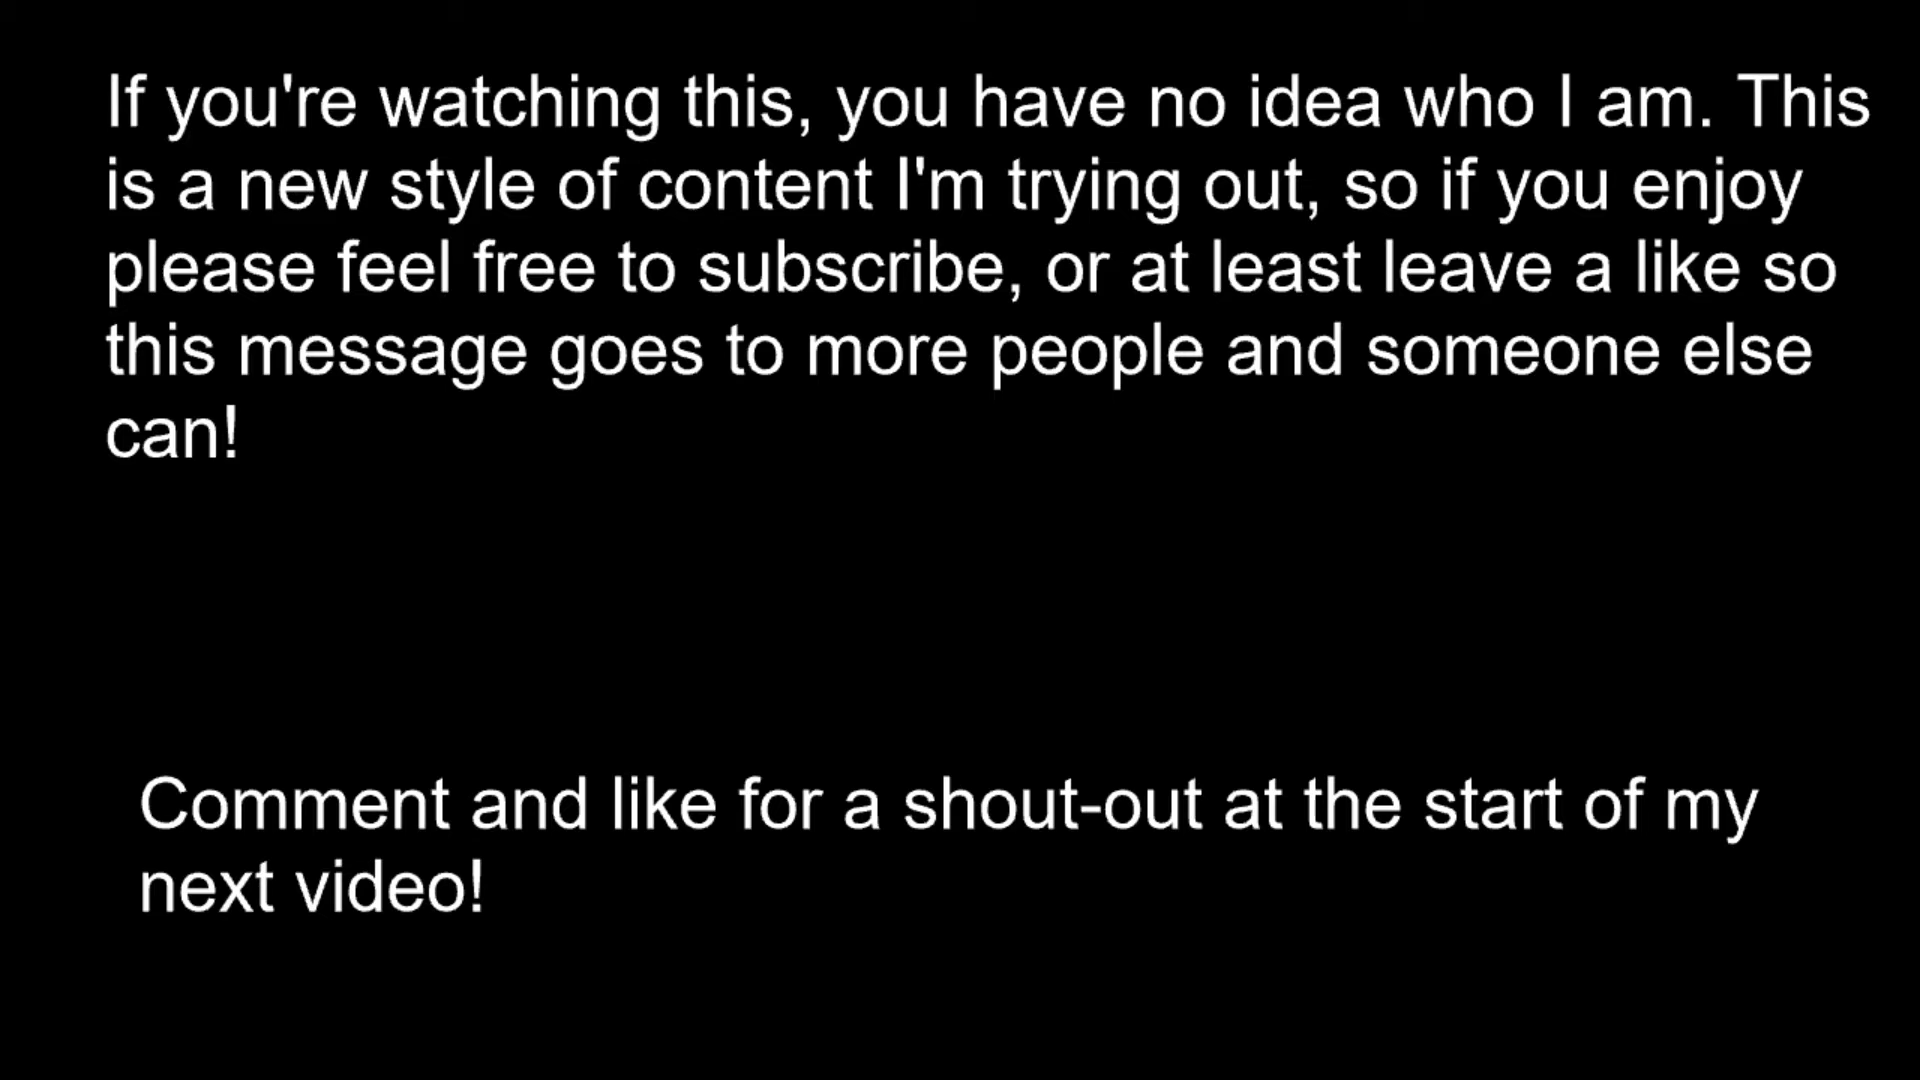 If you're watching this, you have no idea who I am. This
is a new style of content I'm trying out, so if you enjoy
please feel free to subscribe, or at least leave a like so
this message goes to more people and someone else
can!
Comment and like for a shout-out at the start of my
next video!